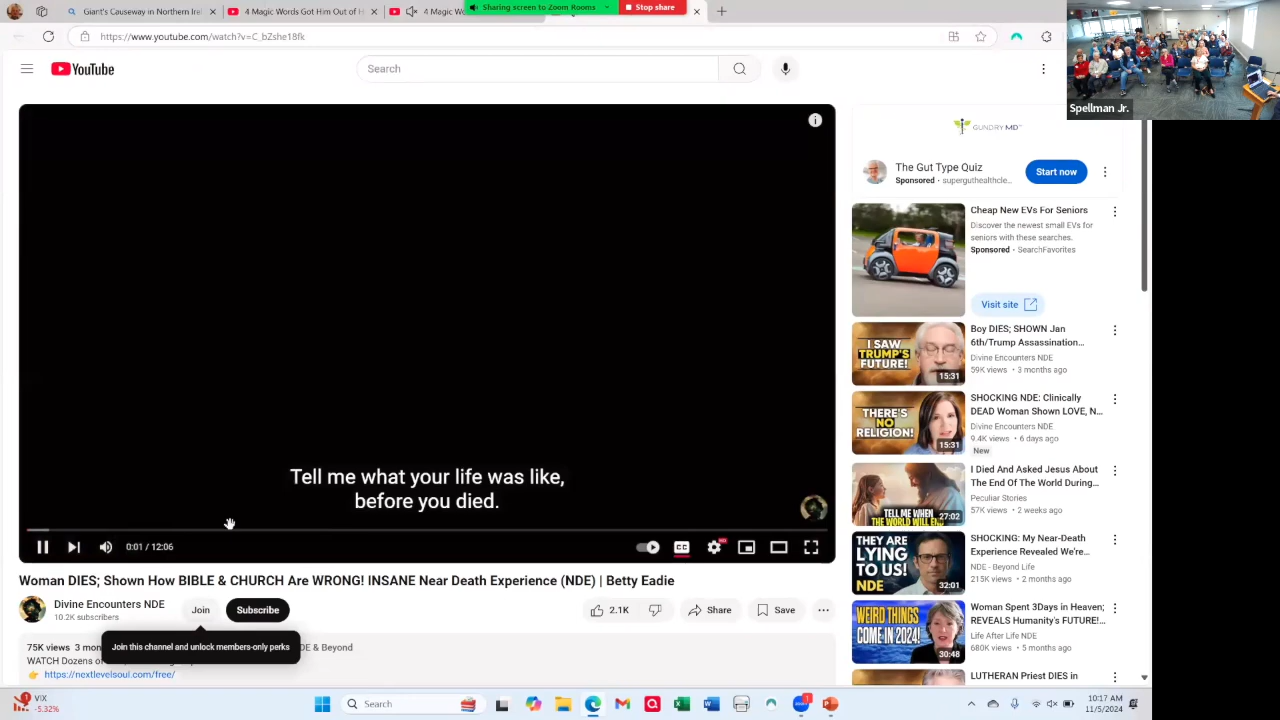 Giant's Causeway in Northern Ire
4 Magic Words Get Him Out of
A Magic W
Sharing screen to Zoom Rooms
Stop share
https://www.youtube.com/watch?v=C_bZshe18fk
YouTube
Search
Spellman Jr.
GUNDRY MD
The Gut Type Quiz
Sponsored · superguthealthcle...
Start now
Cheap New EVs For Seniors
Discover the newest small EVs for
seniors with these searches.
Sponsored · SearchFavorites
Visit site
I SAW
TRUMP'S
FUTURE!
15:31
Boy DIES; SHOWN Jan
6th/Trump Assassination...
Divine Encounters NDE
59K views • 3 months ago
THERE'S
NO
RELIGION!
15:31
SHOCKING NDE: Clinically
DEAD Woman Shown LOVE, N...
Divine Encounters NDE
9.4K views • 6 days ago
New
TELL ME WHEN
THE WORLD WILL END
27:02
I Died And Asked Jesus About
The End Of The World During...
Peculiar Stories
57K views • 2 weeks ago
THEY ARE
LYING
TO US!
NDE
32:01
SHOCKING: My Near-Death
Experience Revealed We're...
NDE - Beyond Life
215K views • 2 months ago
WEIRD THINGS
COME IN 2024!
30:48
Woman Spent 3Days in Heaven;
REVEALS Humanity's FUTURE!...
Life After Life NDE
680K views • 5 months ago
LUTHERAN Priest DIES in
Tell me what your life was like,
before you died.
0:01 / 12:06
CC
HD
Woman DIES; Shown How BIBLE & CHURCH Are WRONG! INSANE Near Death Experience (NDE) | Betty Eadie
Divine Encounters NDE
10.2K subscribers
Join
Subscribe
2.1K
Share
Save
Join this channel and unlock members-only perks
75K views 3 mon
DE & Beyond
WATCH Dozens o
https://nextlevelsoul.com/free/
1
VIX
-5.32%
Search
10:17 AM
11/5/2024